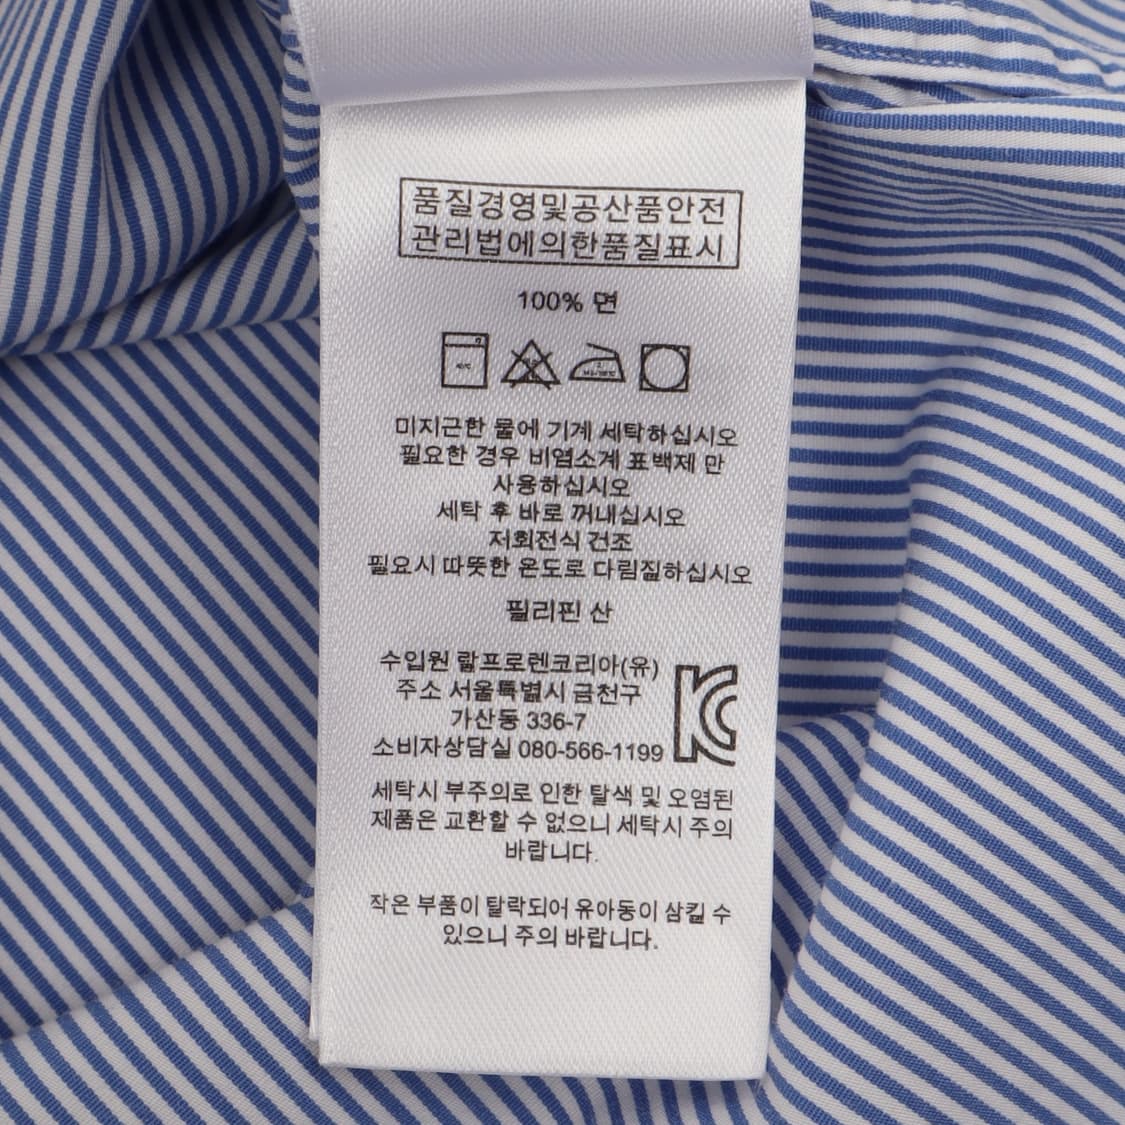 품질경영및공산품안전
관리법에의한품질표시
100% 면
미지근한 물에 기계 세탁하십시오
필요한 경우 비염소계 표백제 만
사용하십시오
세탁 후 바로 꺼내십시오
저회전식 건조
필요시 따뜻한 온도로 다림질하십시오
필리핀 산
수입원 랄프로렌코리아(유)
주소 서울특별시 금천구
가산동 336-7
소비자상담실 080-566-1199
세탁시 부주의로 인한 탈색 및 오염된
제품은 교환할 수 없으니 세탁시 주의
바랍니다.
작은 부품이 탈락되어 유아동이 삼킬 수
있으니 주의 바랍니다.